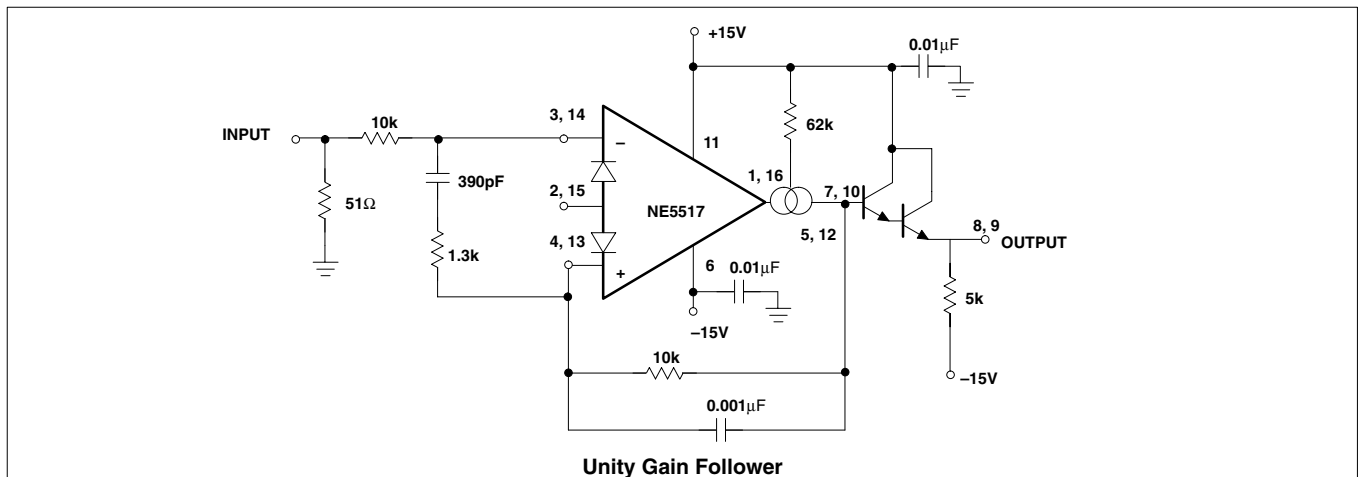 +15V
0.01μF
INPUT
10k
3, 14
–
11
62k
390pF
51Ω
2, 15
NE5517
1, 16
7, 10
1.3k
4, 13
+
5, 12
6
0.01μF
–15V
8, 9
OUTPUT
5k
–15V
10k
0.001μF
Unity Gain Follower